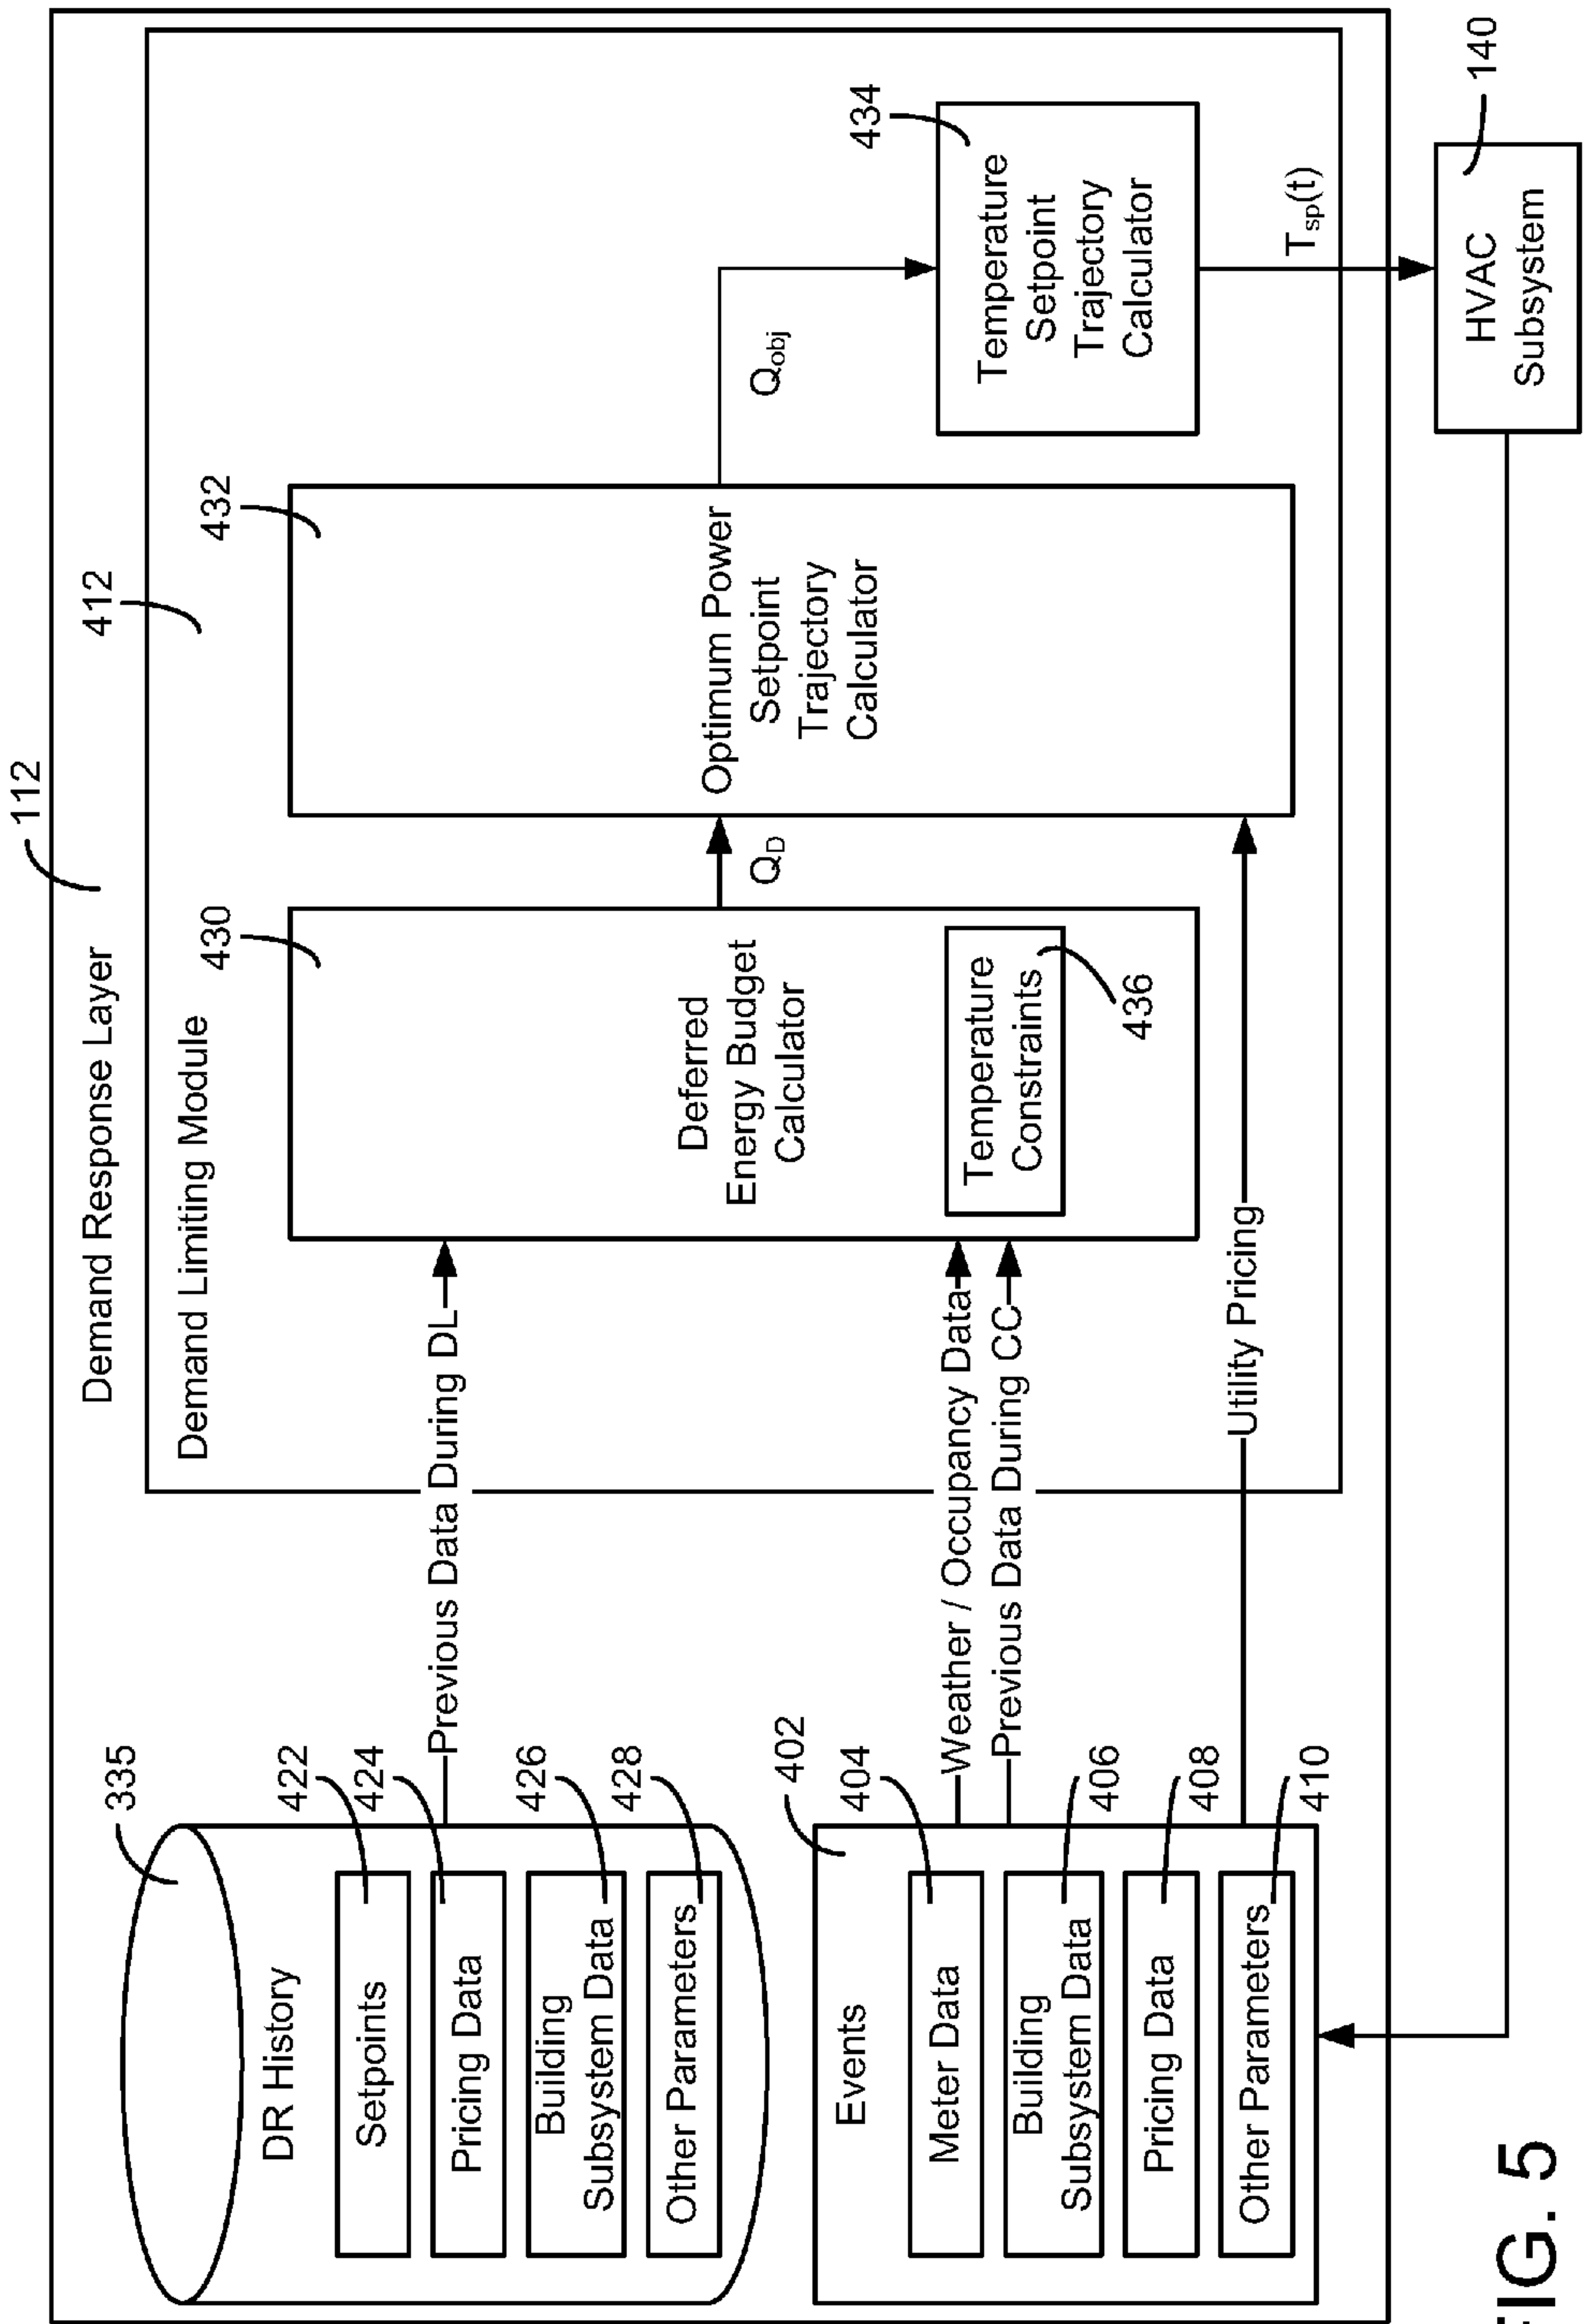 112
Demand Response Layer
412
Demand Limiting Module
335
DR History
422
Setpoints
424
Pricing Data
426
Building
Subsystem Data
428
Other Parameters
Previous Data During DL
402
Events
404
Meter Data
406
Building
Subsystem Data
408
Pricing Data
410
Other Parameters
Weather / Occupancy Data
Previous Data During CC
Utility Pricing
430
Deferred
Energy Budget
Calculator
Temperature
Constraints
436
QD
432
Optimum Power
Setpoint
Trajectory
Calculator
Qobj
434
Temperature
Setpoint
Trajectory
Calculator
Tsp(t)
140
HVAC
Subsystem
FIG. 5